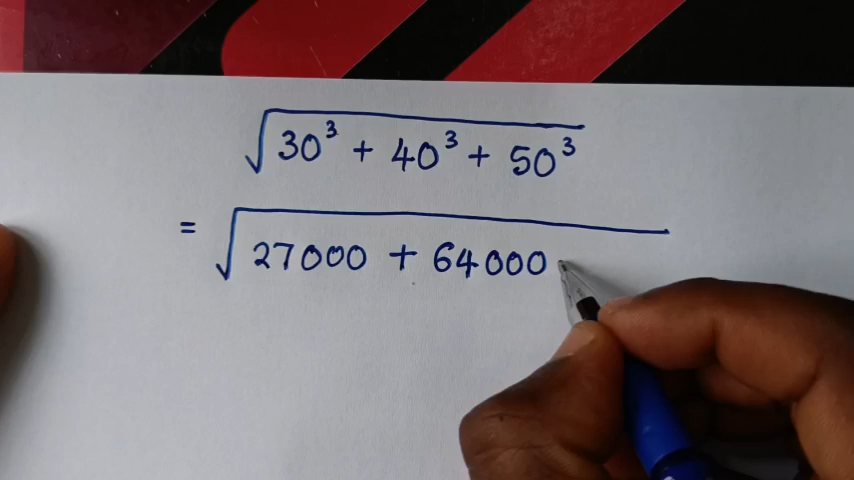 √30³ + 40³ + 50³
= √27000 + 64000